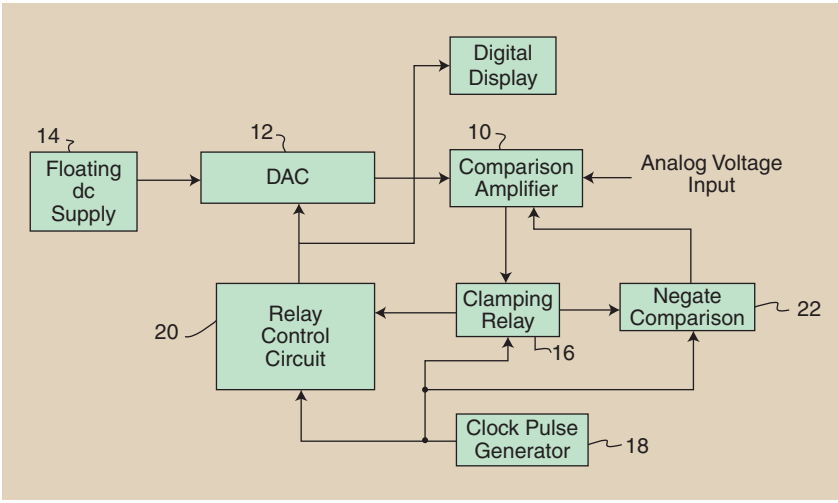 Digital
Display
14
12
10
Floating
dc
Supply
DAC
Comparison
Amplifier
Analog Voltage
Input
20
Relay
Control
Circuit
Clamping
Relay
16
Negate
Comparison
22
Clock Pulse
Generator
18